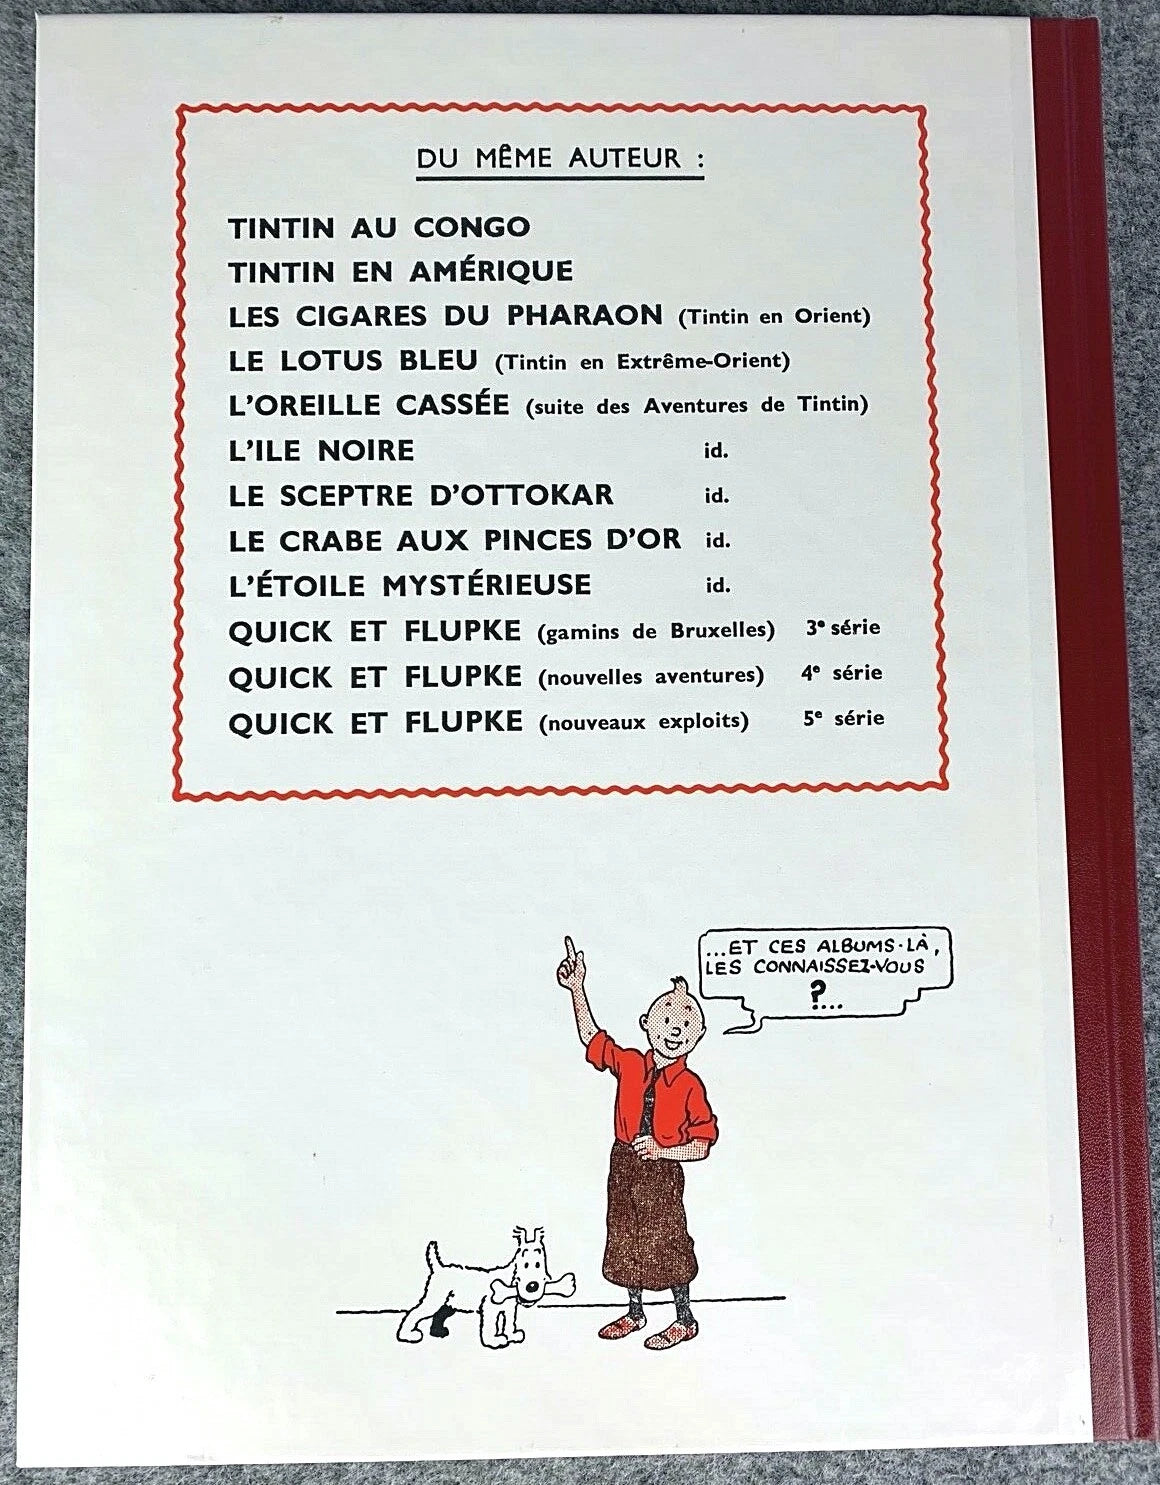 DU MÊME AUTEUR :
TINTIN AU CONGO
TINTIN EN AMÉRIQUE
LES CIGARES DU PHARAON (Tintin en Orient)
LE LOTUS BLEU (Tintin en Extrême-Orient)
L'OREILLE CASSÉE (suite des Aventures de Tintin)
L'ILE NOIRE id.
LE SCEPTRE D'OTTOKAR id.
LE CRABE AUX PINCES D'OR id.
L'ÉTOILE MYSTÉRIEUSE id.
QUICK ET FLUPKE (gamins de Bruxelles) 3e série
QUICK ET FLUPKE (nouvelles aventures) 4e série
QUICK ET FLUPKE (nouveaux exploits) 5e série
...ET CES ALBUMS-LÀ,
LES CONNAISSEZ-VOUS
?...